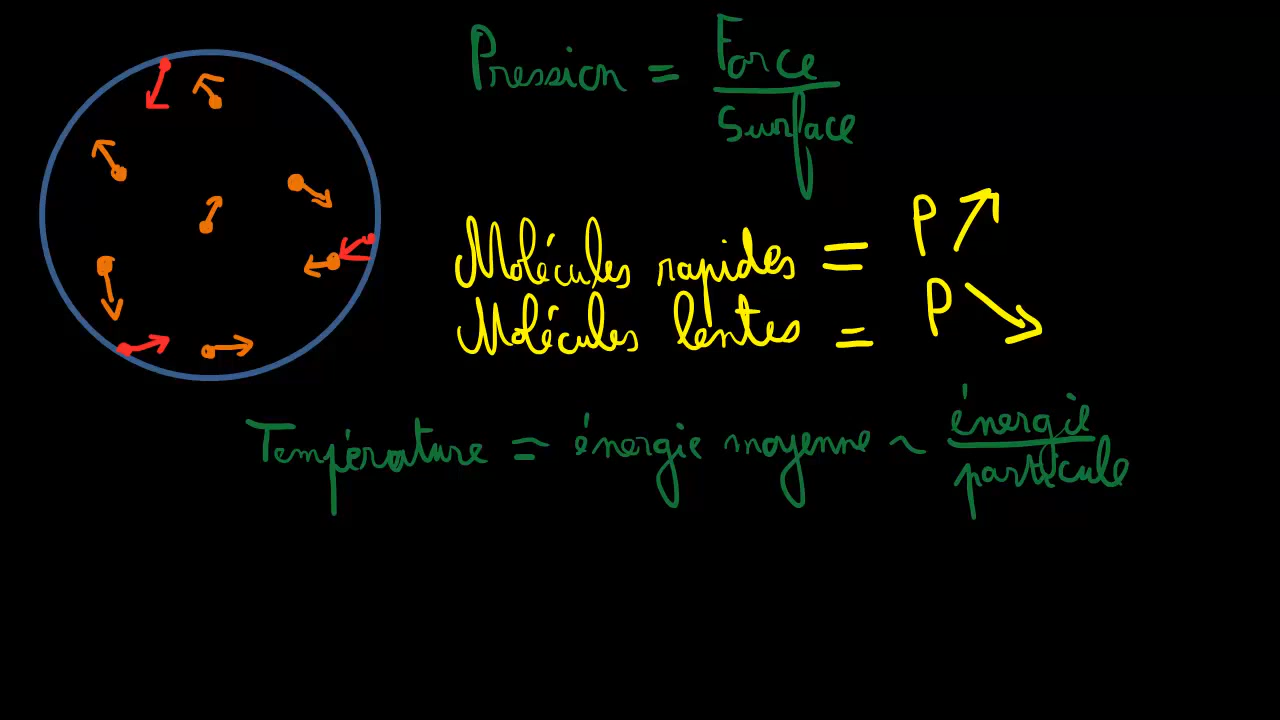 Pression = Force / Surface
Molécules rapides = P ↗
Molécules lentes = P ↘
Température = énergie moyenne ~ énergie / particule